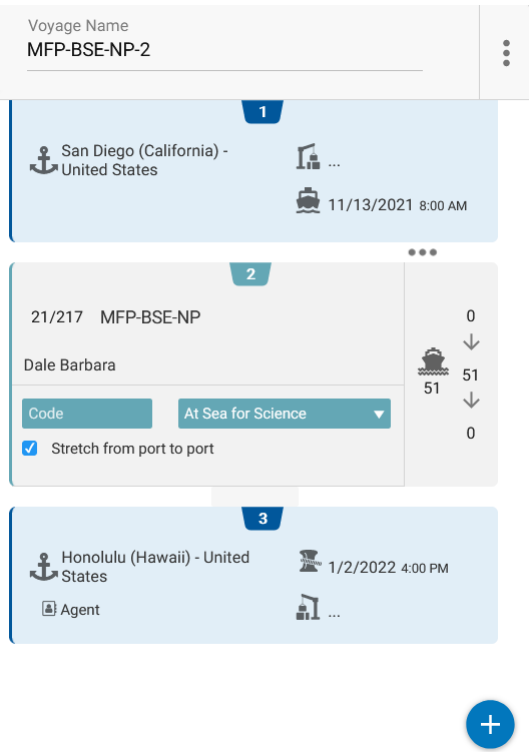 Voyage Name
MFP-BSE-NP-2
1
San Diego (California) -
United States
...
11/13/2021 8:00 AM
2
21/217 MFP-BSE-NP
Dale Barbara
Code
At Sea for Science
Stretch from port to port
51
0
51
0
3
Honolulu (Hawaii) - United
States
1/2/2022 4:00 PM
Agent
...